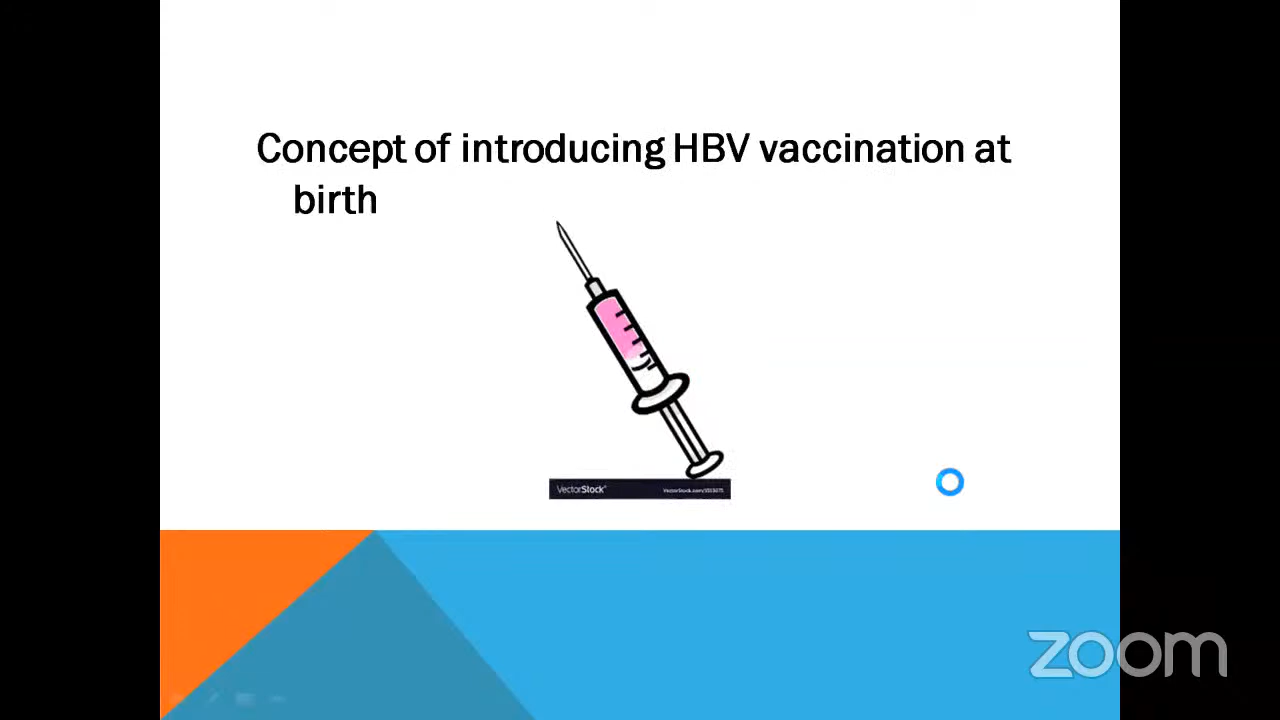 Concept of introducing HBV vaccination at
birth
VectorStock
zoom